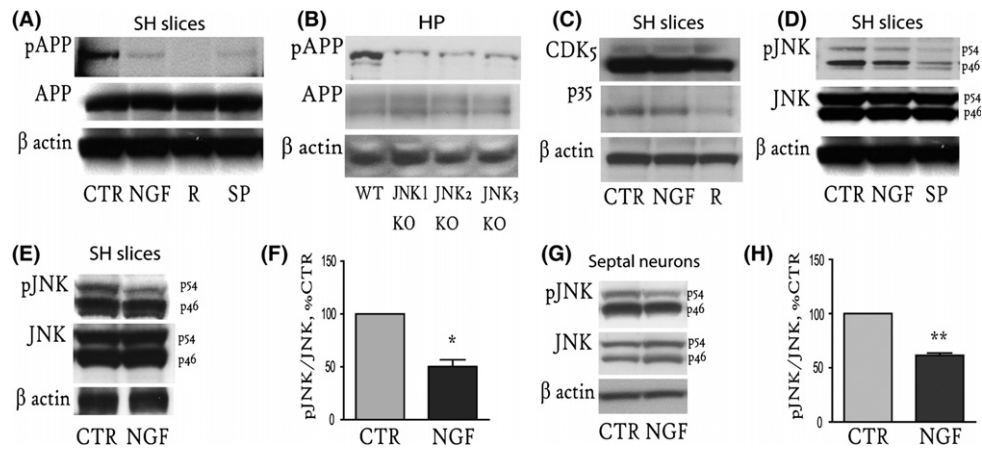 (A) SH slices
pAPP
APP
β actin
CTR NGF R SP
(B) HP
pAPP
APP
β actin
WT JNK1 JNK2 JNK3
KO KO KO
(C) SH slices
CDK5
p35
β actin
CTR NGF R
(D) SH slices
pJNK p54
p46
JNK p54
p46
β actin
CTR NGF SP
(E) SH slices
pJNK p54
p46
JNK p54
p46
β actin
CTR NGF
(F)
pJNK/JNK, %CTR
150
100
50
0
*
CTR NGF
(G) Septal neurons
pJNK p54
p46
JNK p54
p46
β actin
CTR NGF
(H)
pJNK/JNK, %CTR
150
100
50
0
**
CTR NGF